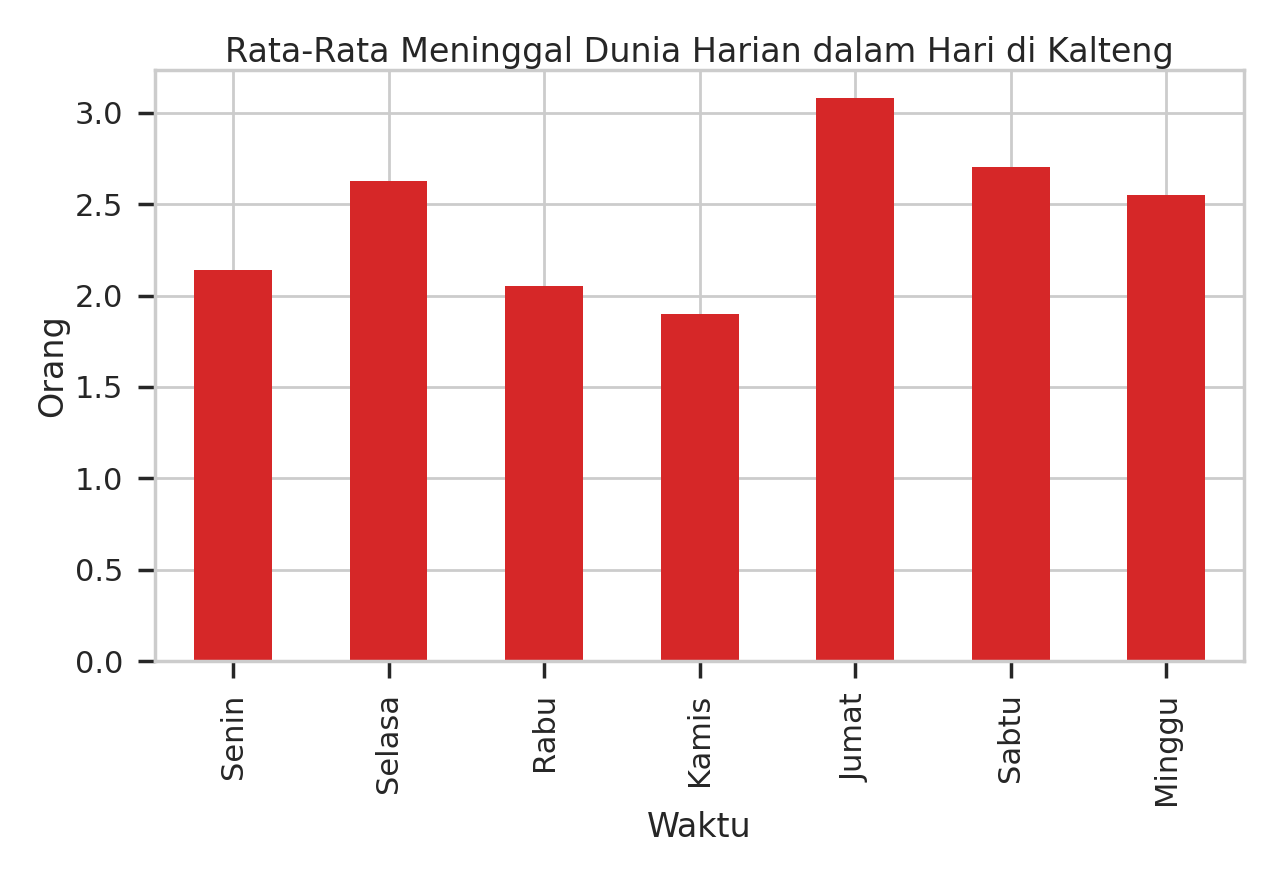 Rata-Rata Meninggal Dunia Harian dalam Hari di Kalteng
3.0
2.5
2.0
1.5
1.0
0.5
0.0
Orang
Senin
Selasa
Rabu
Kamis
Jumat
Sabtu
Minggu
Waktu